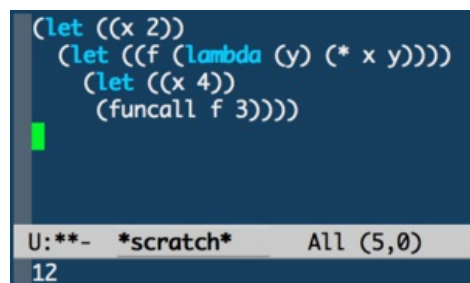 (let ((x 2))
  (let ((f (lambda (y) (* x y))))
    (let ((x 4))
     (funcall f 3))))
U:**-  *scratch*      All (5,0)
12